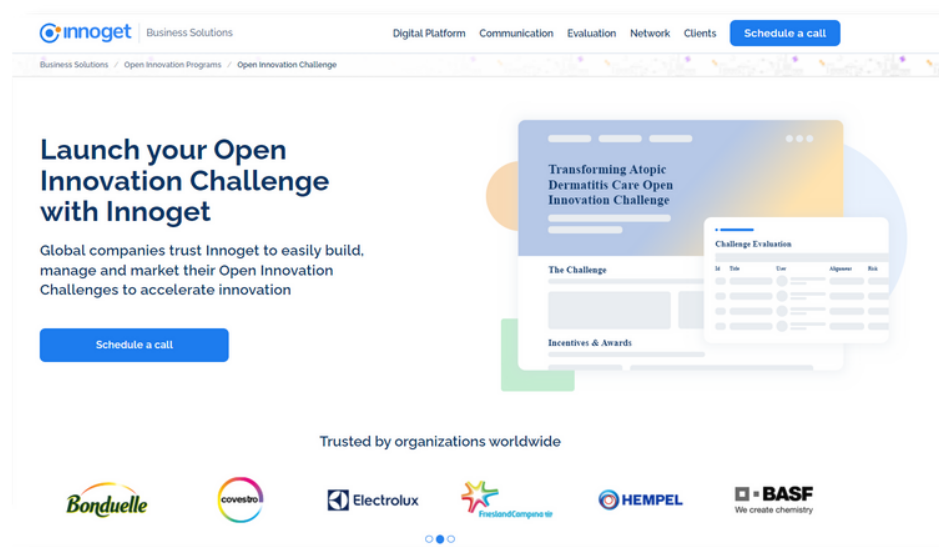 innoget Business Solutions
Digital Platform Communication Evaluation Network Clients Schedule a call
Business Solutions / Open Innovation Programs / Open Innovation Challenge
Launch your Open
Innovation Challenge
with Innoget
Global companies trust Innoget to easily build,
manage and market their Open Innovation
Challenges to accelerate innovation
Schedule a call
Transforming Atopic
Dermatitis Care Open
Innovation Challenge
The Challenge
Incentives & Awards
Challenge Evaluation
Id Title User Alignment Risk
Trusted by organizations worldwide
Bonduelle
covestro
Electrolux
FrieslandCampina
HEMPEL
BASF
We create chemistry